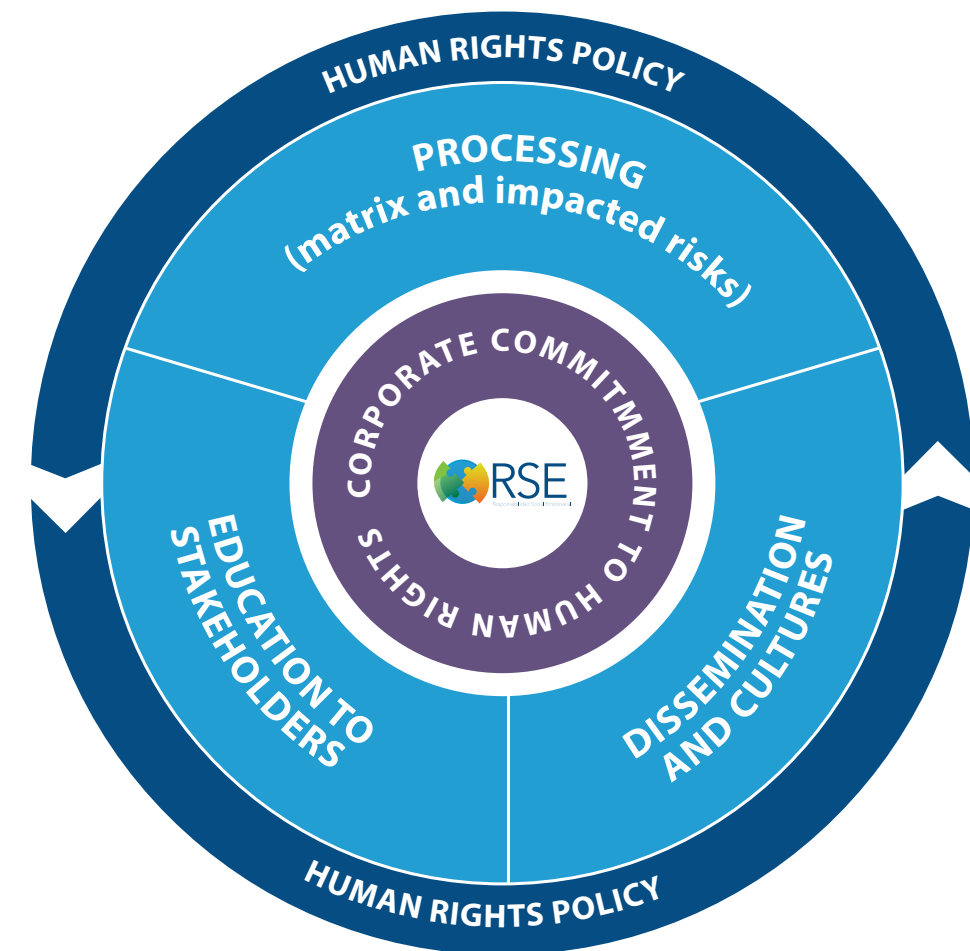 HUMAN RIGHTS POLICY
PROCESSING
(matrix and impacted risks)
CORPORATE COMMITMMENT TO HUMAN RIGHTS
RSE
EDUCATION TO
STAKEHOLDERS
DISSEMINATION
AND CULTURES
HUMAN RIGHTS POLICY